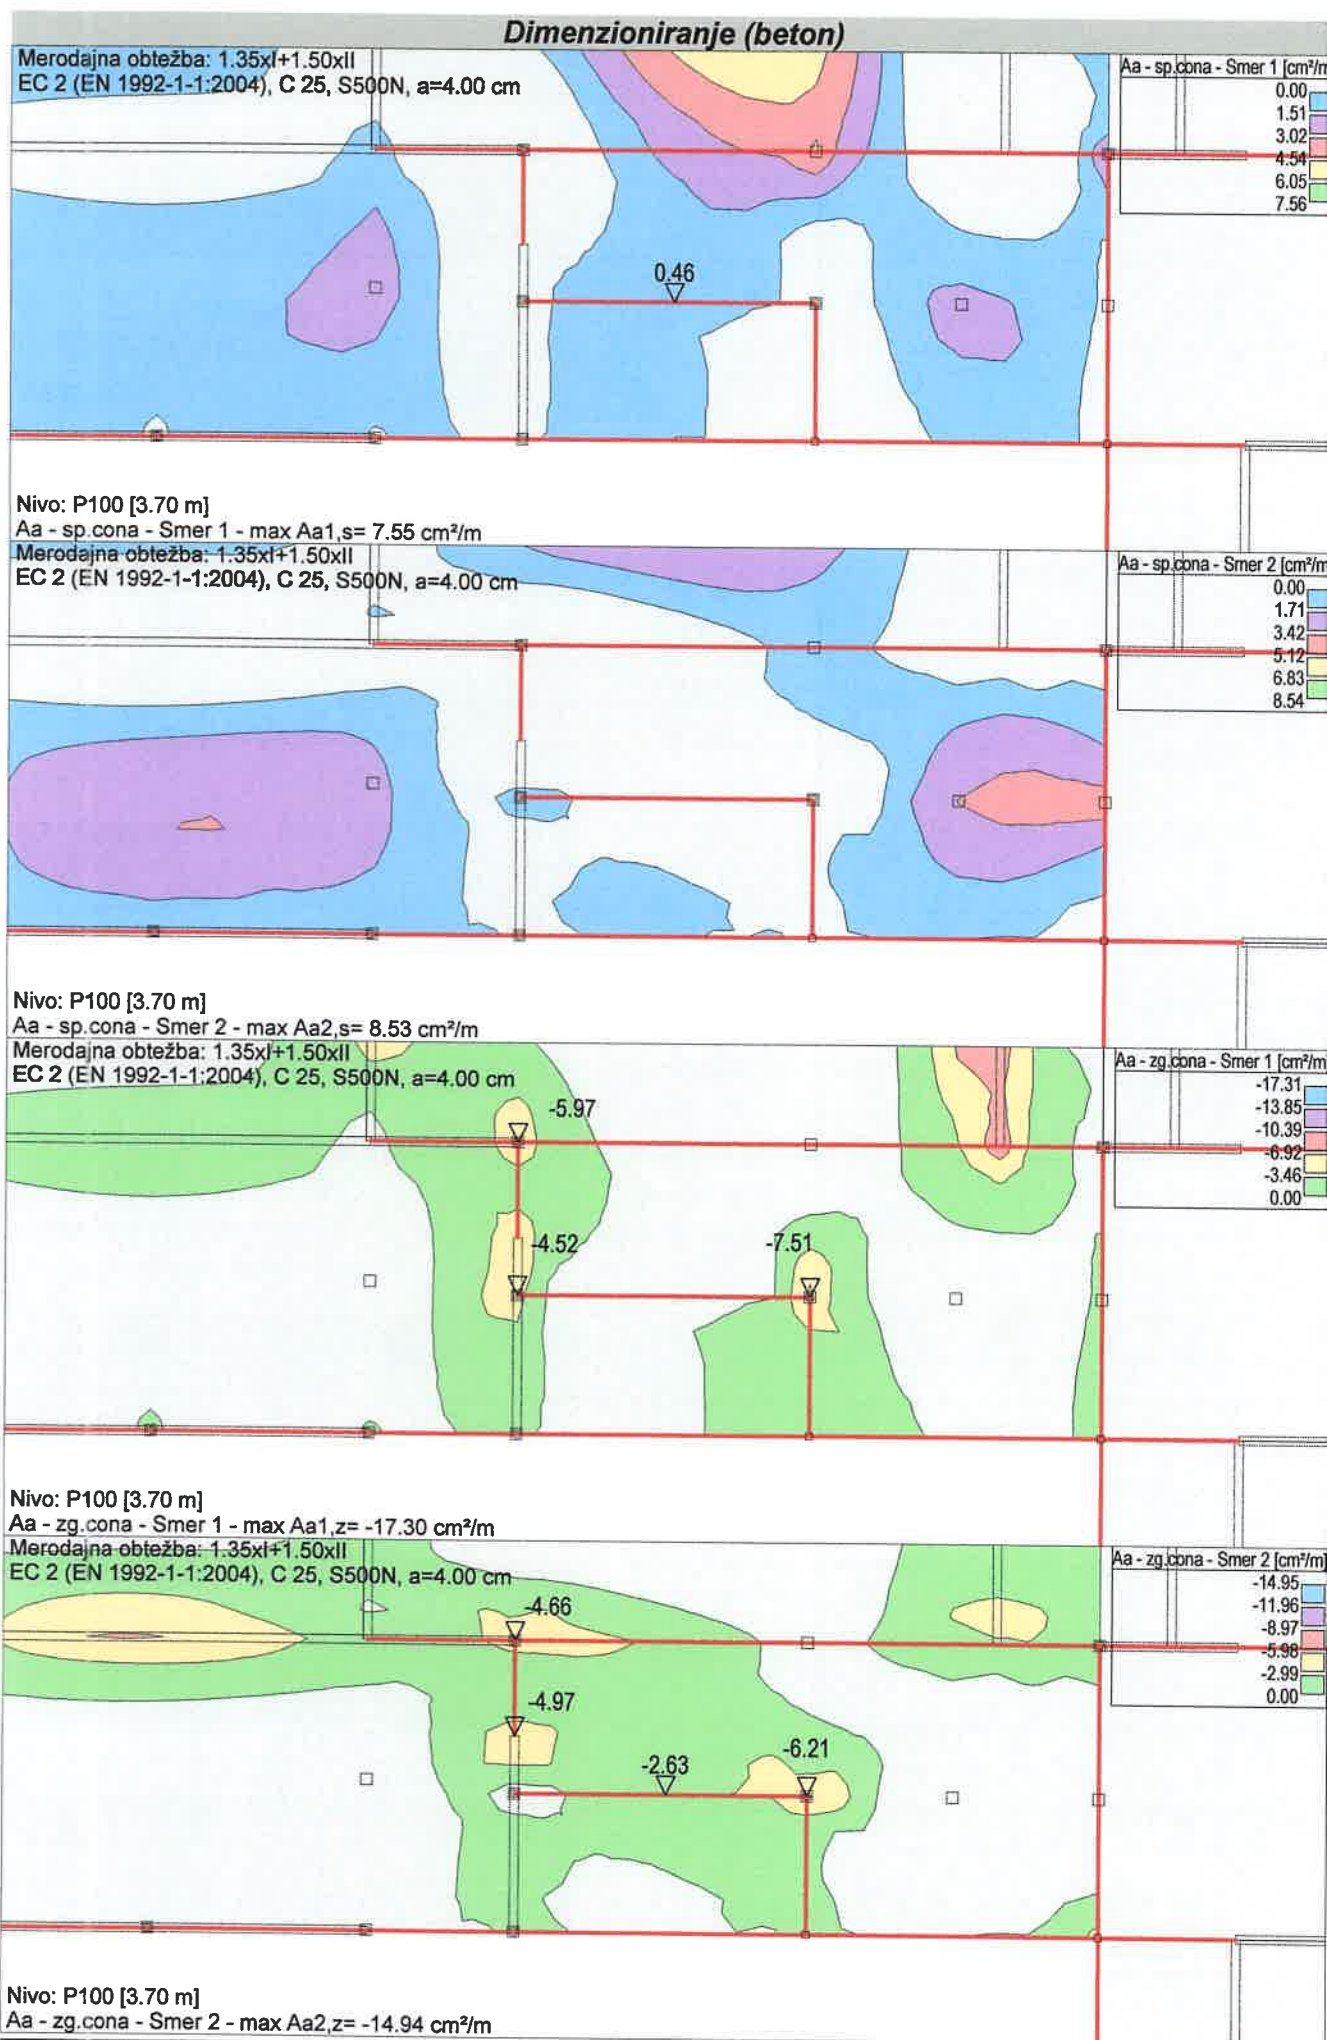 Dimenzioniranje (beton)
Merodajna obtežba: 1.35xI+1.50xII
EC 2 (EN 1992-1-1:2004), C 25, S500N, a=4.00 cm
Aa - sp.cona - Smer 1 [cm²/m
0.00
1.51
3.02
4.54
6.05
7.56
0.46
Nivo: P100 [3.70 m]
Aa - sp.cona - Smer 1 - max Aa1,s= 7.55 cm²/m
Merodajna obtežba: 1.35xI+1.50xII
EC 2 (EN 1992-1-1:2004), C 25, S500N, a=4.00 cm
Aa - sp.cona - Smer 2 [cm²/m
0.00
1.71
3.42
5.12
6.83
8.54
Nivo: P100 [3.70 m]
Aa - sp.cona - Smer 2 - max Aa2,s= 8.53 cm²/m
Merodajna obtežba: 1.35xI+1.50xII
EC 2 (EN 1992-1-1:2004), C 25, S500N, a=4.00 cm
Aa - zg.cona - Smer 1 [cm²/m]
-17.31
-13.85
-10.39
-6.92
-3.46
0.00
-5.97
-4.52
-7.51
Nivo: P100 [3.70 m]
Aa - zg.cona - Smer 1 - max Aa1,z= -17.30 cm²/m
Merodajna obtežba: 1.35xI+1.50xII
EC 2 (EN 1992-1-1:2004), C 25, S500N, a=4.00 cm
Aa - zg.cona - Smer 2 [cm²/m]
-14.95
-11.96
-8.97
-5.98
-2.99
0.00
-4.66
-4.97
-2.63
-6.21
Nivo: P100 [3.70 m]
Aa - zg.cona - Smer 2 - max Aa2,z= -14.94 cm²/m